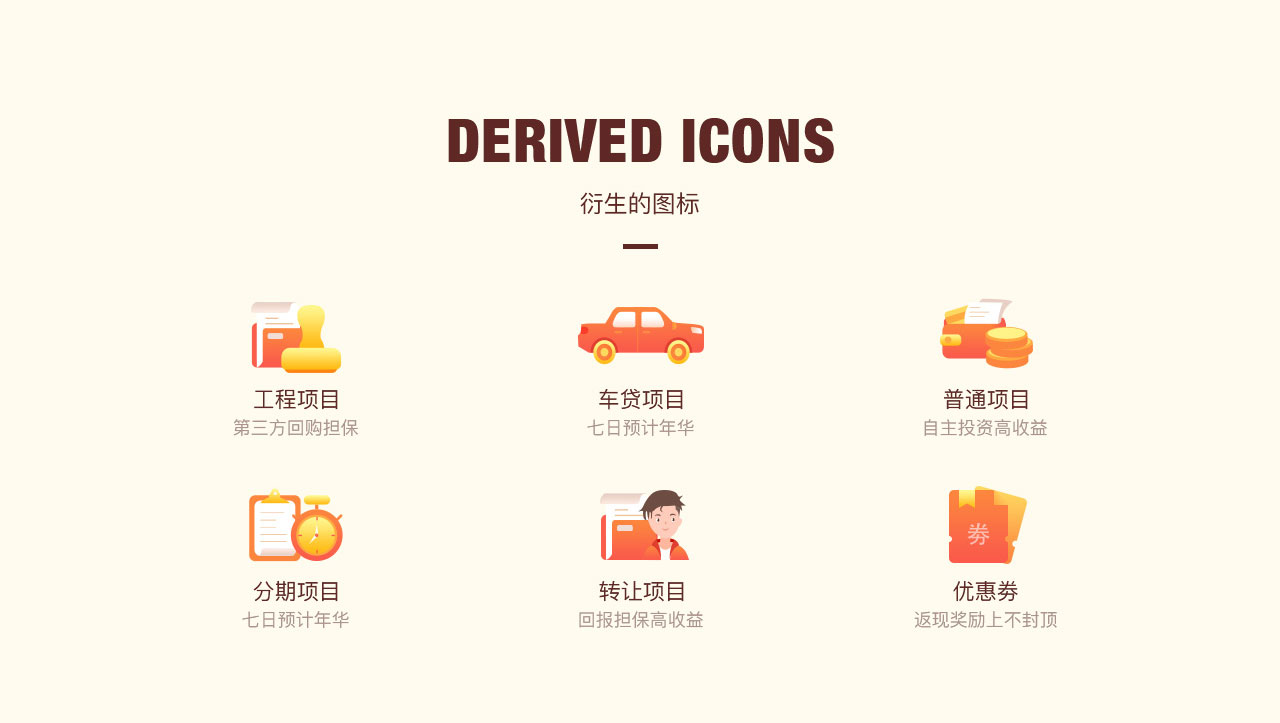 DERIVED ICONS
衍生的图标
工程项目
第三方回购担保
车贷项目
七日预计年华
普通项目
自主投资高收益
分期项目
七日预计年华
转让项目
回报担保高收益
劵
优惠劵
返现奖励上不封顶